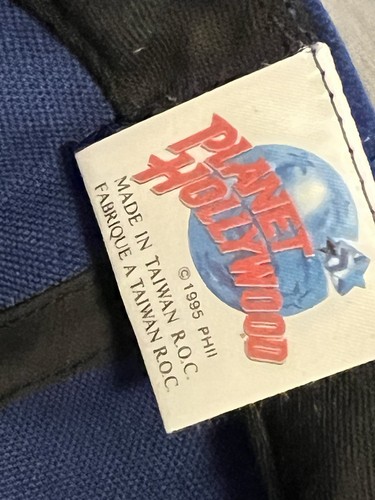 PLANET
HOLLYWOOD
©1995 PHII
MADE IN TAIWAN R.O.C.
FABRIQUE A TAIWAN R.O.C.